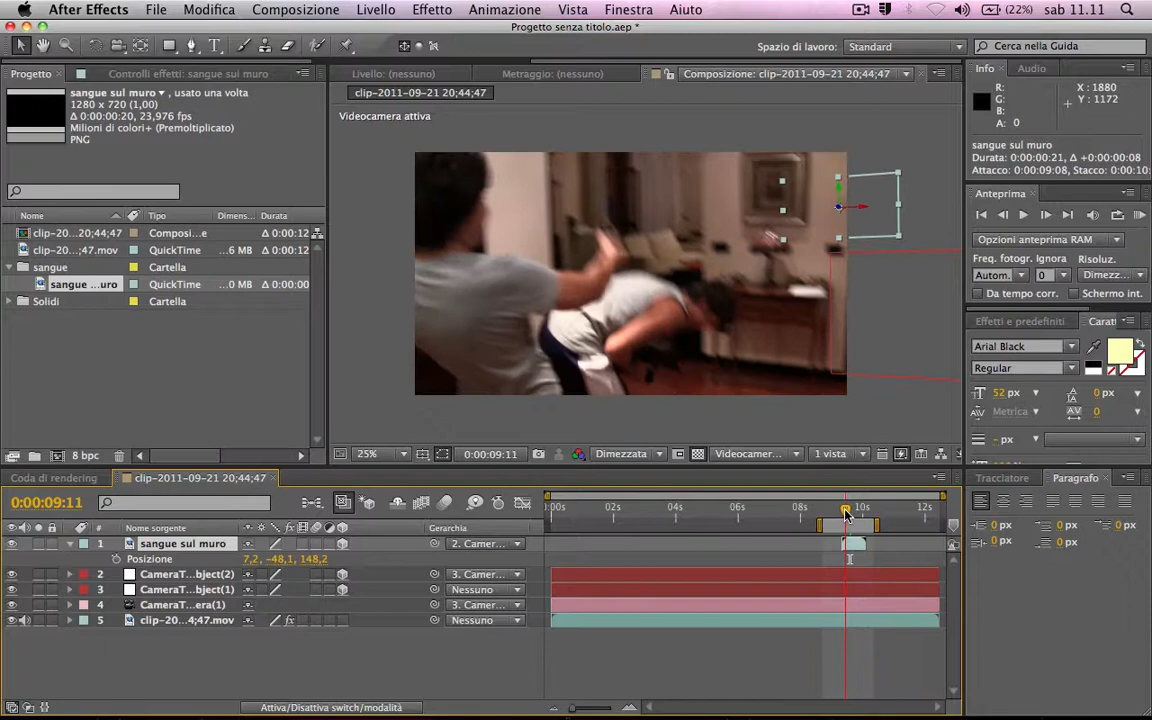 After Effects File Modifica Composizione Livello Effetto Animazione Vista Finestra Aiuto (22%) sab 11.11
Progetto senza titolo.aep *
Spazio di lavoro: Standard Cerca nella Guida
Progetto Controlli effetti: sangue sul muro Livello: (nessuno) Metraggio: (nessuno) Composizione: clip-2011-09-21 20;44;47 Info Audio
sangue sul muro ▼, usato una volta
1280 x 720 (1,00)
Δ 0:00:00:20, 23,976 fps
Milioni di colori+ (Premoltiplicato)
PNG
clip-2011-09-21 20;44;47
Videocamera attiva
R: X : 1880
G: Y : 1172
B:
A: 0
sangue sul muro
Durata: 0:00:00:21, Δ +0:00:00:08
Attacco: 0:00:09:08, Stacco: 0:00:10:
Anteprima
Nome Tipo Dimens... Durata
clip-20...20;44;47 Composi...e 0:00:12
clip-20...;47.mov QuickTime ...6 MB 0:00:12
sangue Cartella
sangue ...uro QuickTime ...0 MB 0:00:00
Solidi Cartella
Opzioni anteprima RAM
Freq. fotogr. Ignora Risoluz.
Autom. 0 Dimezz...
Da tempo corr. Schermo int.
Effetti e predefiniti Caratt
Arial Black
Regular
52 px 0 px
Metrica 0
- px
8 bpc
25% 0:00:09:11 Dimezzata Videocamer... 1 vista
Coda di rendering clip-2011-09-21 20;44;47
Tracciatore Paragrafo
0:00:09:11
:00s 02s 04s 06s 08s 10s 12s
Nome sorgente Gerarchia
1 sangue sul muro 2. Camer...
Posizione 7,2, -48,1, 148,2
2 CameraT...bject(2) 3. Camer...
3 CameraT...bject(1) Nessuno
4 CameraT...era(1) 3. Camer...
5 clip-20...4;47.mov Nessuno
0 px 0 px
0 px 0 px
0 px
Attiva/Disattiva switch/modalità